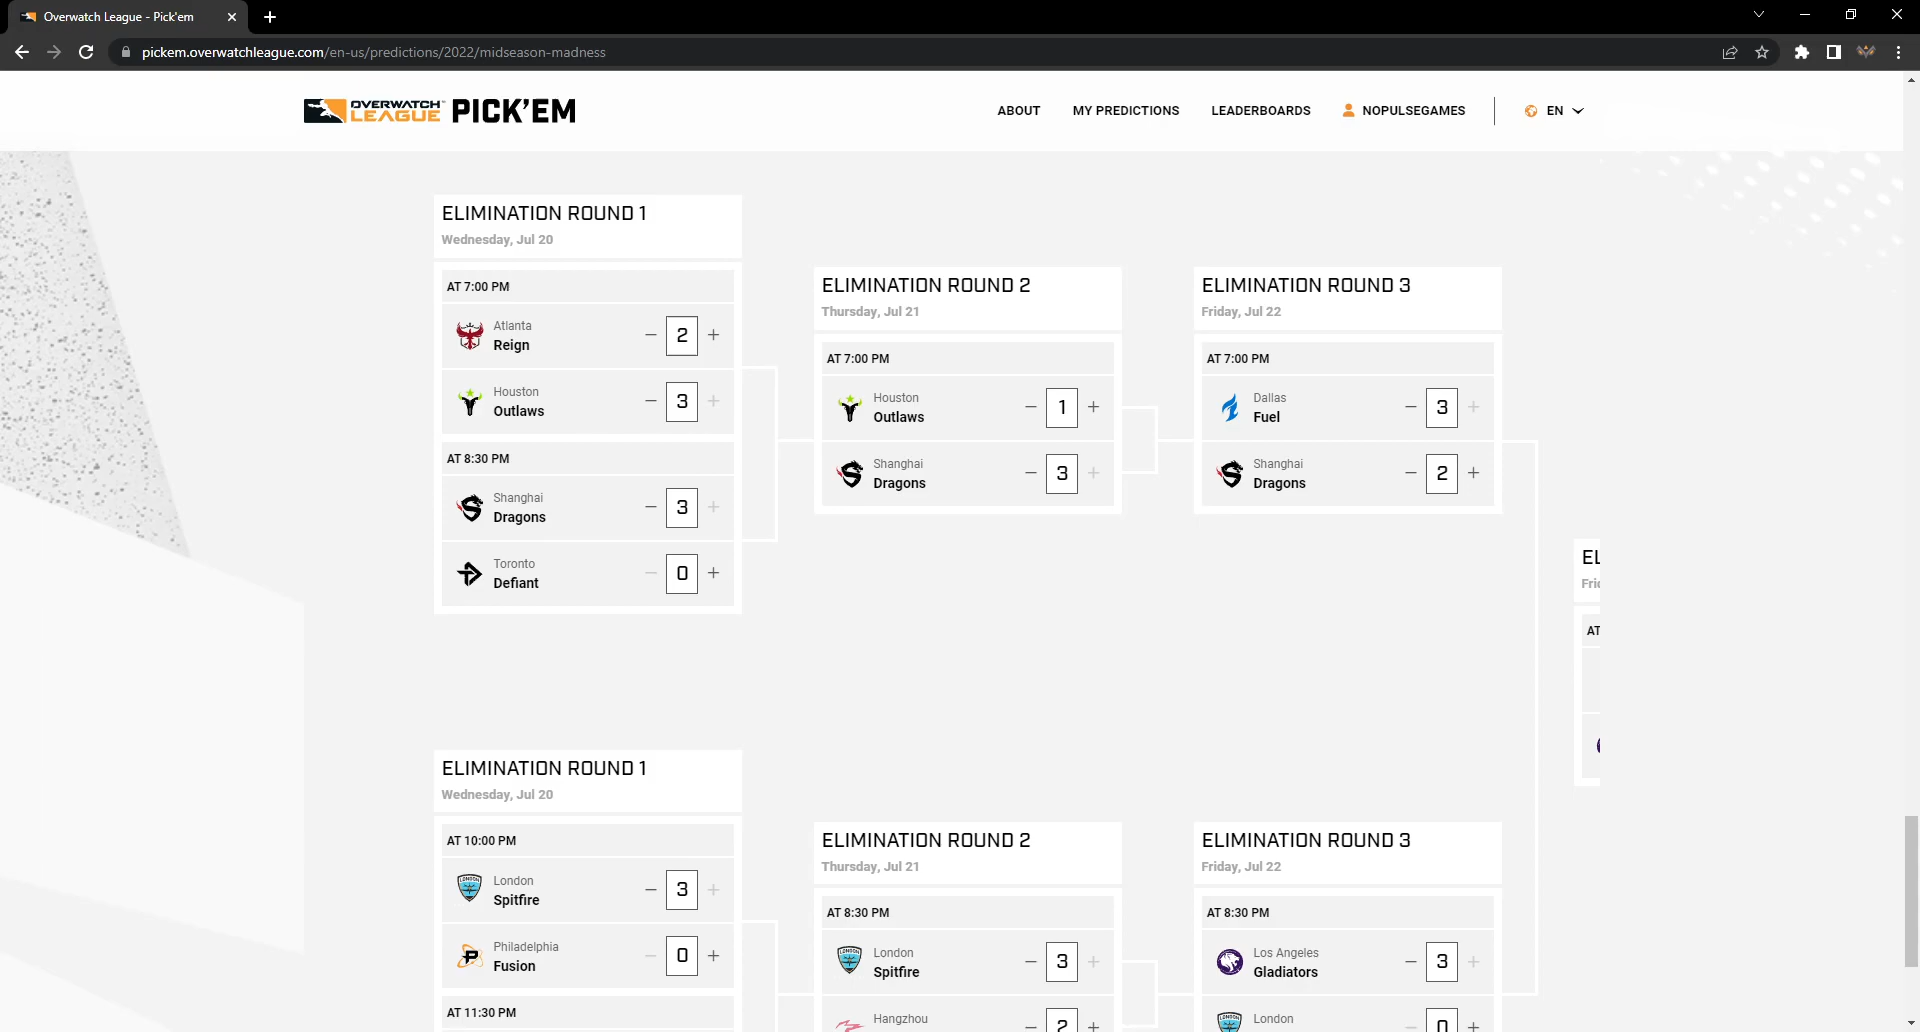 Overwatch League - Pick'em
pickem.overwatchleague.com/en-us/predictions/2022/midseason-madness
OVERWATCH LEAGUE PICK'EM
ABOUT MY PREDICTIONS LEADERBOARDS NOPULSEGAMES EN
ELIMINATION ROUND 1
Wednesday, Jul 20
AT 7:00 PM
Atlanta
Reign
2
Houston
Outlaws
3
AT 8:30 PM
Shanghai
Dragons
3
Toronto
Defiant
0
ELIMINATION ROUND 2
Thursday, Jul 21
AT 7:00 PM
Houston
Outlaws
1
Shanghai
Dragons
3
ELIMINATION ROUND 3
Friday, Jul 22
AT 7:00 PM
Dallas
Fuel
3
Shanghai
Dragons
2
EL
Fri
AT
ELIMINATION ROUND 1
Wednesday, Jul 20
AT 10:00 PM
London
Spitfire
3
Philadelphia
Fusion
0
AT 11:30 PM
ELIMINATION ROUND 2
Thursday, Jul 21
AT 8:30 PM
London
Spitfire
3
Hangzhou
2
ELIMINATION ROUND 3
Friday, Jul 22
AT 8:30 PM
Los Angeles
Gladiators
3
London
0